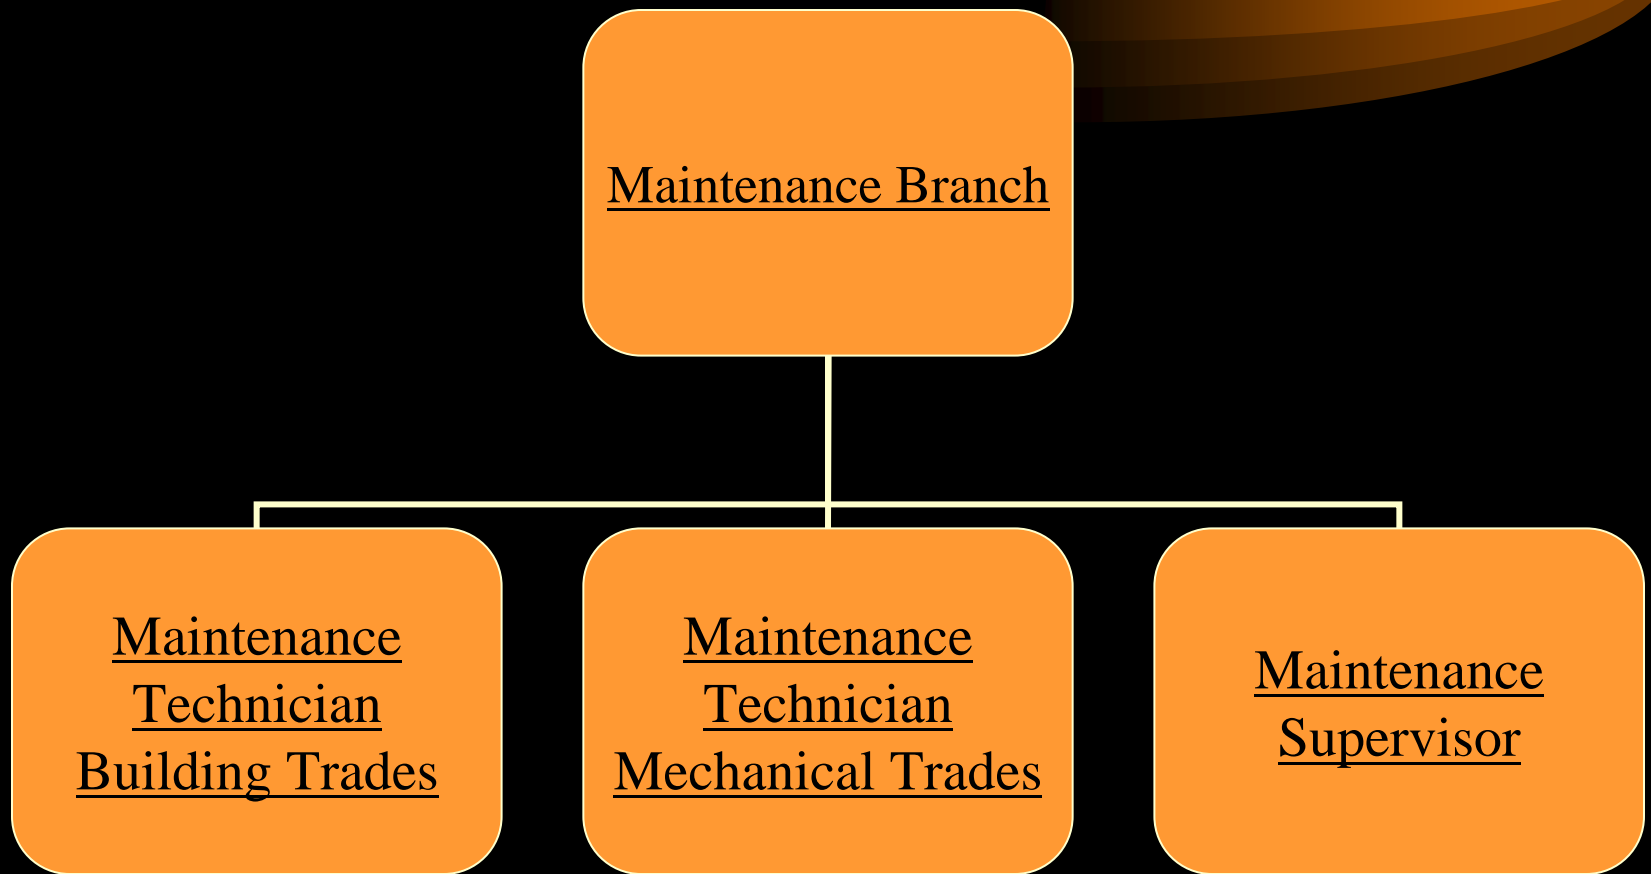 Maintenance Branch
Maintenance
Technician
Building Trades
Maintenance
Technician
Mechanical Trades
Maintenance
Supervisor